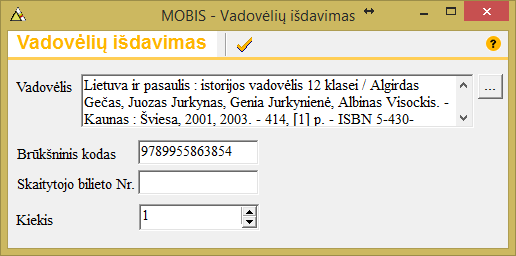 MOBIS - Vadovėlių išdavimas
Vadovėlių išdavimas
?
Vadovėlis
Lietuva ir pasaulis : istorijos vadovėlis 12 klasei / Algirdas
Gečas, Juozas Jurkynas, Genia Jurkynienė, Albinas Visockis. -
Kaunas : Šviesa, 2001, 2003. - 414, [1] p. - ISBN 5-430-
...
Brūkšninis kodas
9789955863854
Skaitytojo bilieto Nr.
Kiekis
1